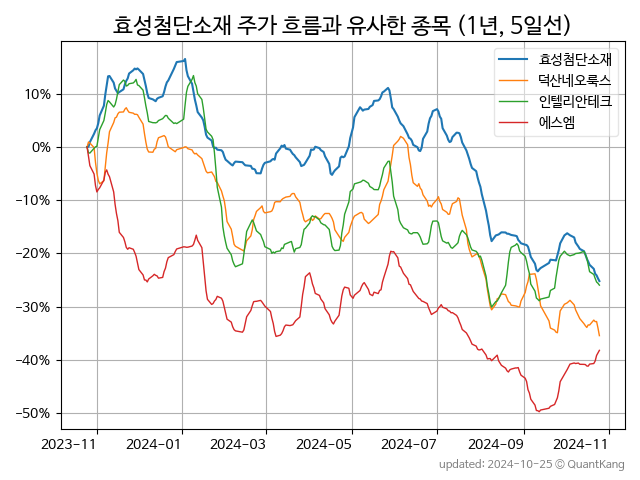 효성첨단소재 주가 흐름과 유사한 종목 (1년, 5일선)
효성첨단소재
덕산네오룩스
인텔리안테크
에스엠
10%
0%
−10%
−20%
−30%
−40%
−50%
2023-11 2024-01 2024-03 2024-05 2024-07 2024-09 2024-11
updated: 2024-10-25 © QuantKang